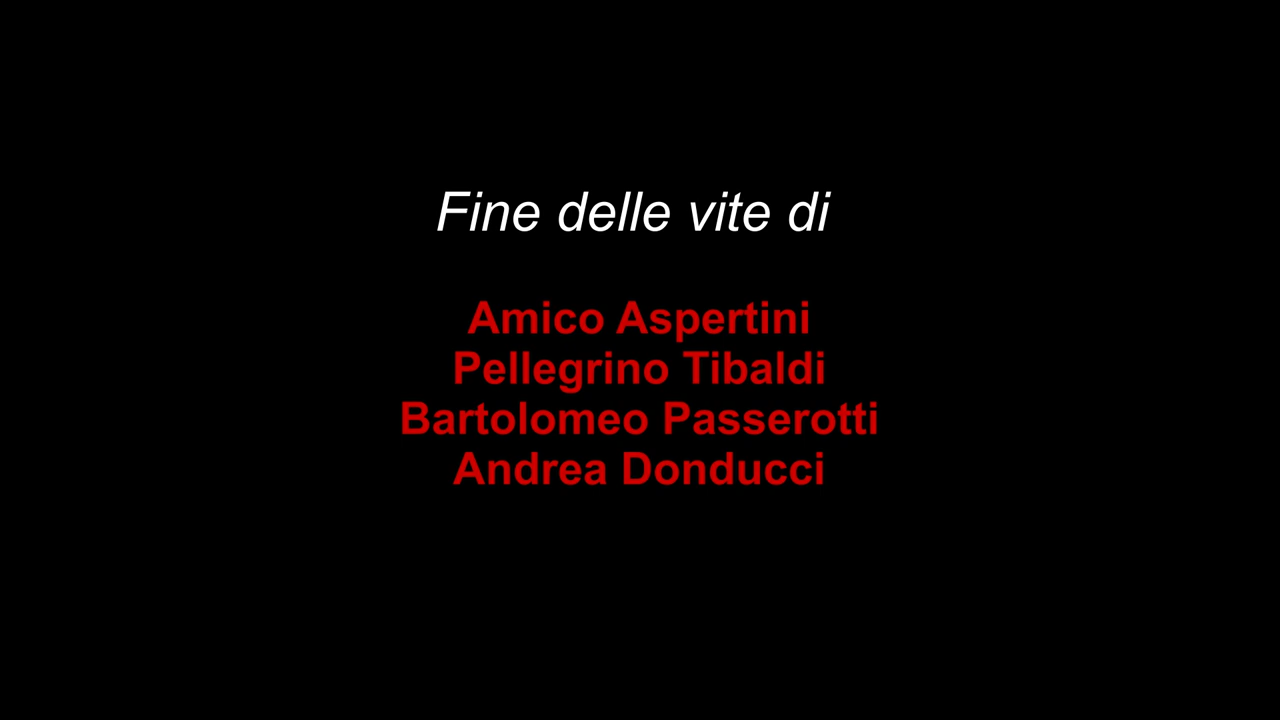 Fine delle vite di
Amico Aspertini
Pellegrino Tibaldi
Bartolomeo Passerotti
Andrea Donducci